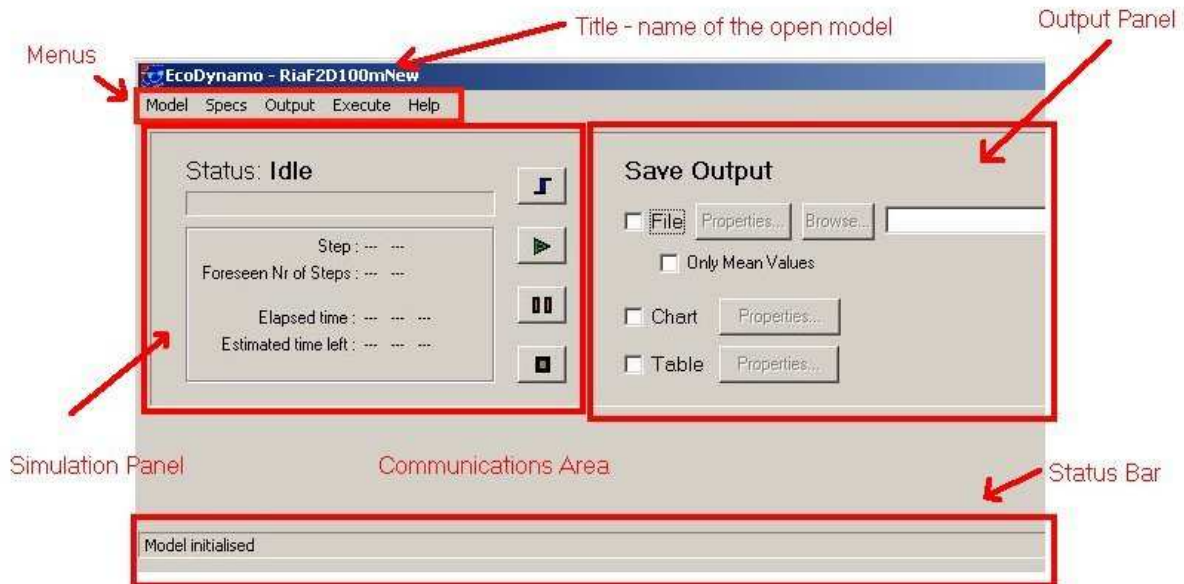 Title - name of the open model
Output Panel
Menus
EcoDynamo - RiaF2D100mNew
Model Specs Output Execute Help
Status: Idle
Step : --- ---
Foreseen Nr of Steps : --- ---
Elapsed time : --- --- ---
Estimated time left : --- --- ---
Save Output
File Properties... Browse...
Only Mean Values
Chart Properties...
Table Properties...
Simulation Panel
Communications Area
Status Bar
Model initialised